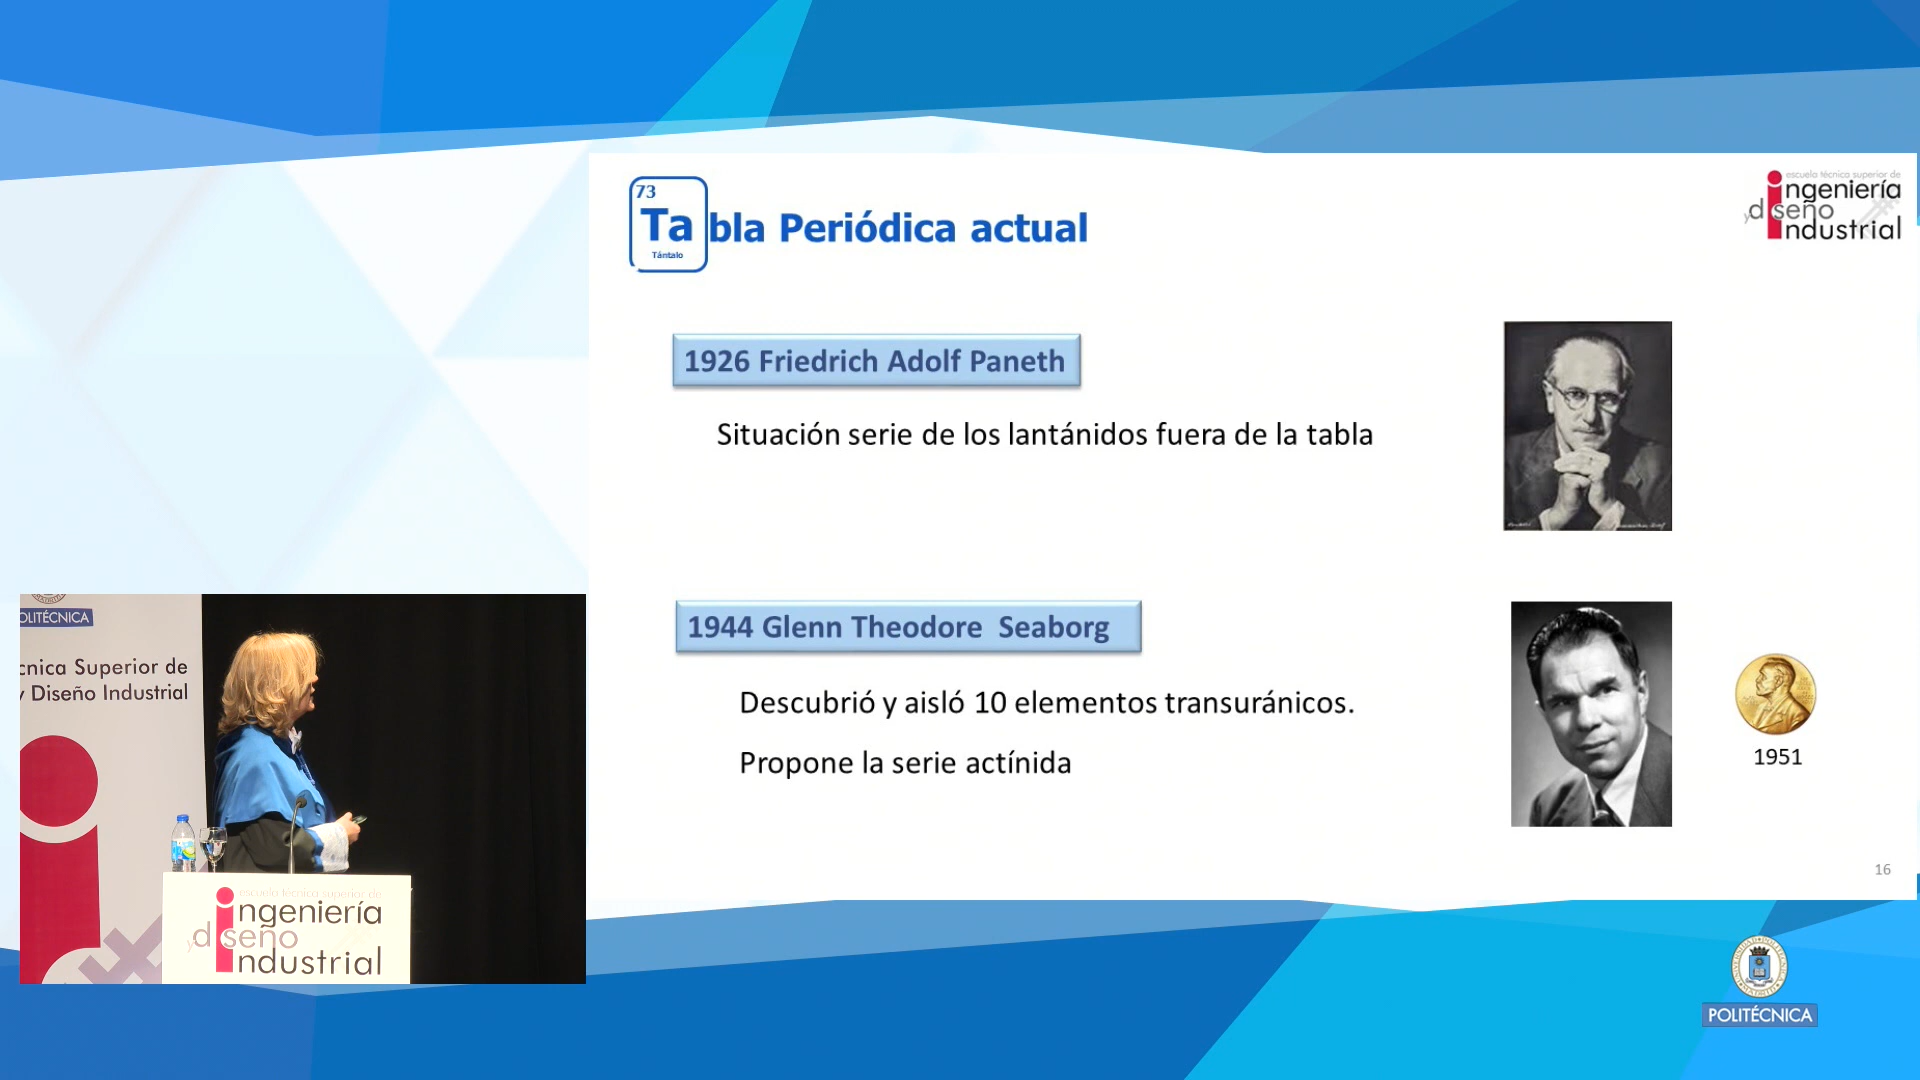 73
Ta
Tántalo
bla Periódica actual
escuela técnica superior de
ingeniería
y diseño
industrial
1926 Friedrich Adolf Paneth
Situación serie de los lantánidos fuera de la tabla
1944 Glenn Theodore Seaborg
Descubrió y aisló 10 elementos transuránicos.
Propone la serie actínida
1951
16
OLITÉCNICA
cnica Superior de
y Diseño Industrial
escuela técnica superior de
ingeniería
y diseño
industrial
POLITÉCNICA